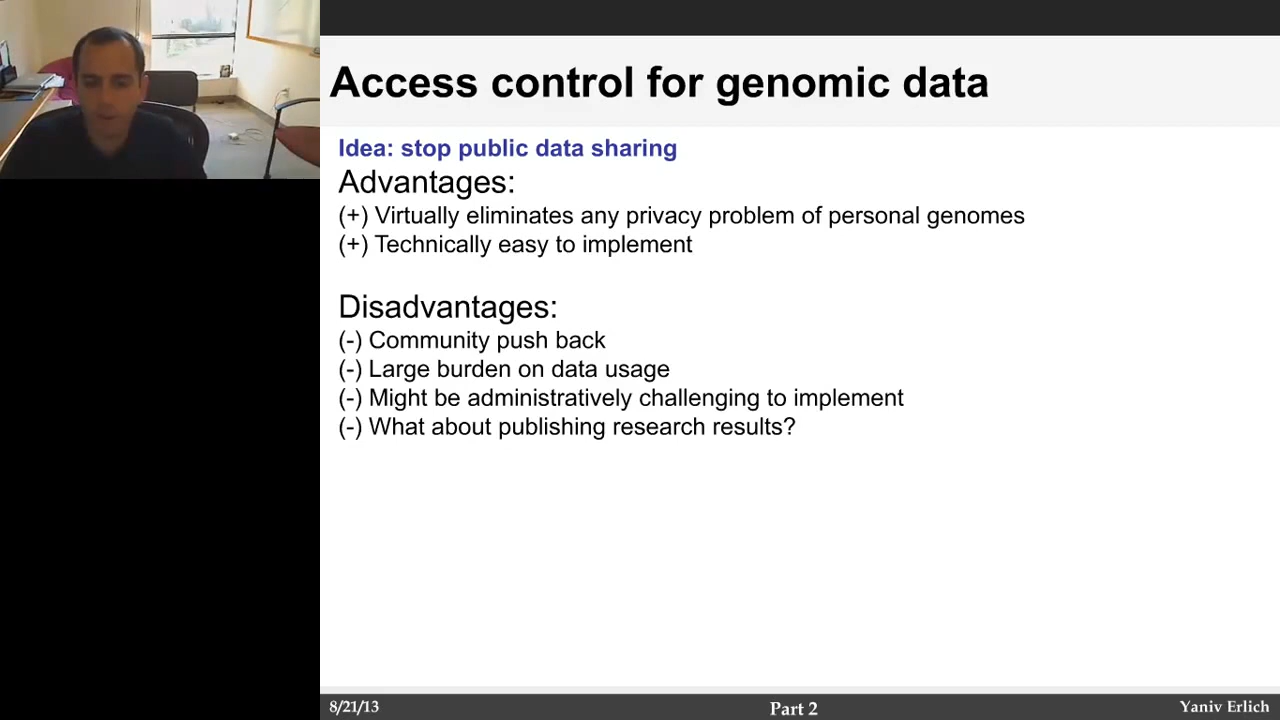 Access control for genomic data
Idea: stop public data sharing
Advantages:
(+) Virtually eliminates any privacy problem of personal genomes
(+) Technically easy to implement
Disadvantages:
(-) Community push back
(-) Large burden on data usage
(-) Might be administratively challenging to implement
(-) What about publishing research results?
8/21/13
Part 2
Yaniv Erlich